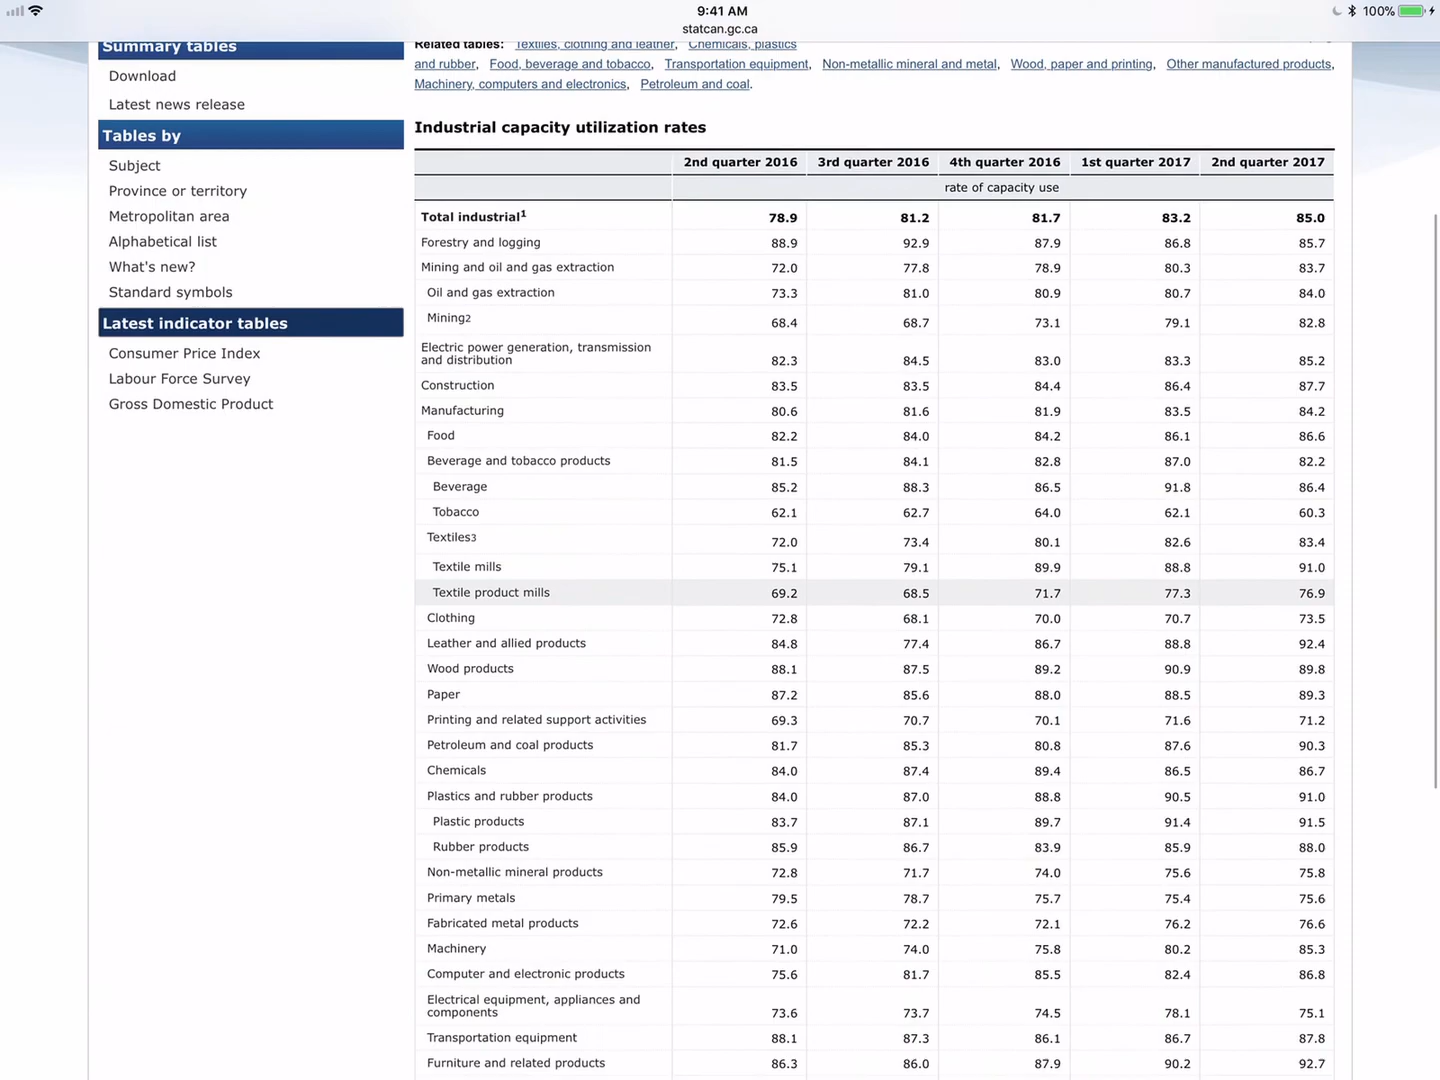 9:41 AM
100%
statcan.gc.ca
Summary tables
Download
Latest news release
Tables by
Subject
Province or territory
Metropolitan area
Alphabetical list
What's new?
Standard symbols
Latest indicator tables
Consumer Price Index
Labour Force Survey
Gross Domestic Product
Related tables: Textiles, clothing and leather, Chemicals, plastics
and rubber, Food, beverage and tobacco, Transportation equipment, Non-metallic mineral and metal, Wood, paper and printing, Other manufactured products,
Machinery, computers and electronics, Petroleum and coal.
Industrial capacity utilization rates
2nd quarter 2016 3rd quarter 2016 4th quarter 2016 1st quarter 2017 2nd quarter 2017
rate of capacity use
Total industrial1 78.9 81.2 81.7 83.2 85.0
Forestry and logging 88.9 92.9 87.9 86.8 85.7
Mining and oil and gas extraction 72.0 77.8 78.9 80.3 83.7
Oil and gas extraction 73.3 81.0 80.9 80.7 84.0
Mining2 68.4 68.7 73.1 79.1 82.8
Electric power generation, transmission
and distribution 82.3 84.5 83.0 83.3 85.2
Construction 83.5 83.5 84.4 86.4 87.7
Manufacturing 80.6 81.6 81.9 83.5 84.2
Food 82.2 84.0 84.2 86.1 86.6
Beverage and tobacco products 81.5 84.1 82.8 87.0 82.2
Beverage 85.2 88.3 86.5 91.8 86.4
Tobacco 62.1 62.7 64.0 62.1 60.3
Textiles3 72.0 73.4 80.1 82.6 83.4
Textile mills 75.1 79.1 89.9 88.8 91.0
Textile product mills 69.2 68.5 71.7 77.3 76.9
Clothing 72.8 68.1 70.0 70.7 73.5
Leather and allied products 84.8 77.4 86.7 88.8 92.4
Wood products 88.1 87.5 89.2 90.9 89.8
Paper 87.2 85.6 88.0 88.5 89.3
Printing and related support activities 69.3 70.7 70.1 71.6 71.2
Petroleum and coal products 81.7 85.3 80.8 87.6 90.3
Chemicals 84.0 87.4 89.4 86.5 86.7
Plastics and rubber products 84.0 87.0 88.8 90.5 91.0
Plastic products 83.7 87.1 89.7 91.4 91.5
Rubber products 85.9 86.7 83.9 85.9 88.0
Non-metallic mineral products 72.8 71.7 74.0 75.6 75.8
Primary metals 79.5 78.7 75.7 75.4 75.6
Fabricated metal products 72.6 72.2 72.1 76.2 76.6
Machinery 71.0 74.0 75.8 80.2 85.3
Computer and electronic products 75.6 81.7 85.5 82.4 86.8
Electrical equipment, appliances and
components 73.6 73.7 74.5 78.1 75.1
Transportation equipment 88.1 87.3 86.1 86.7 87.8
Furniture and related products 86.3 86.0 87.9 90.2 92.7